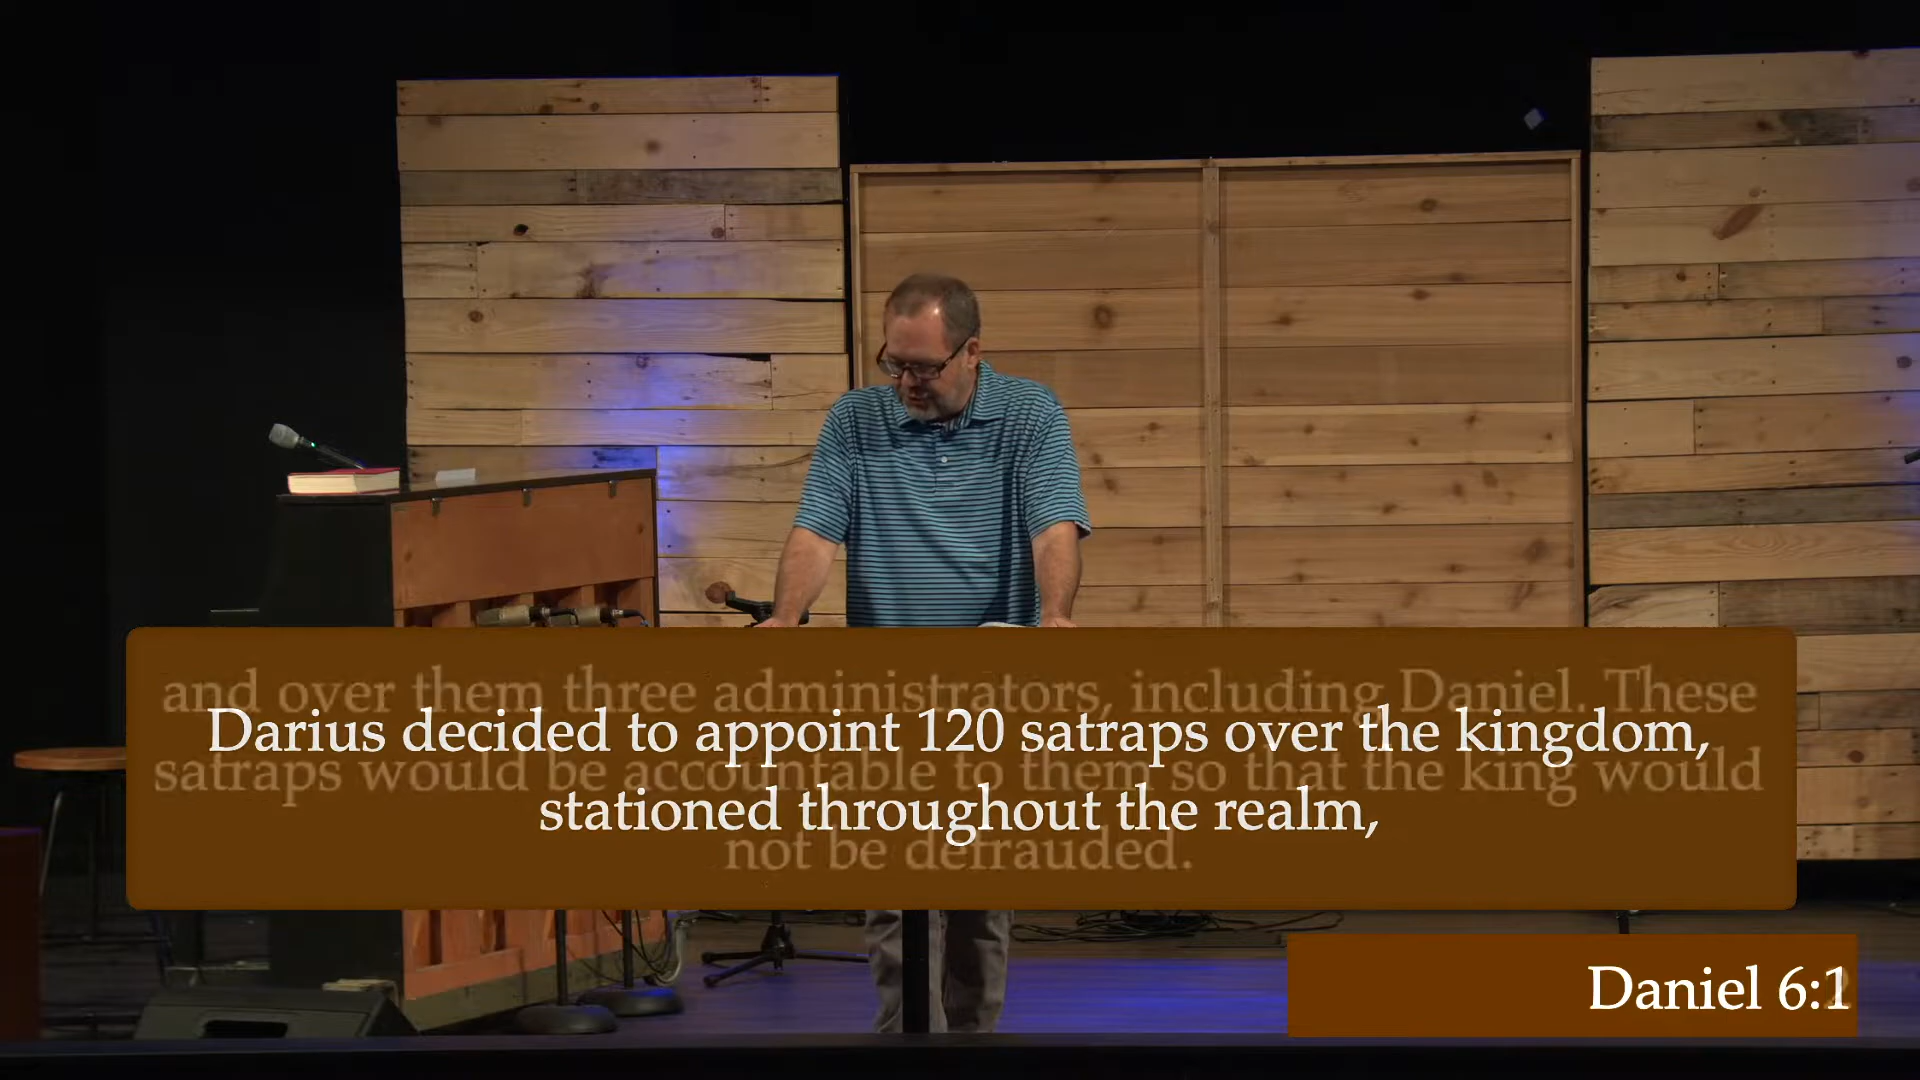 Darius decided to appoint 120 satraps over the kingdom,
stationed throughout the realm,
and over them three administrators, including Daniel. These
satraps would be accountable to them so that the king would
not be defrauded.
Daniel 6:1